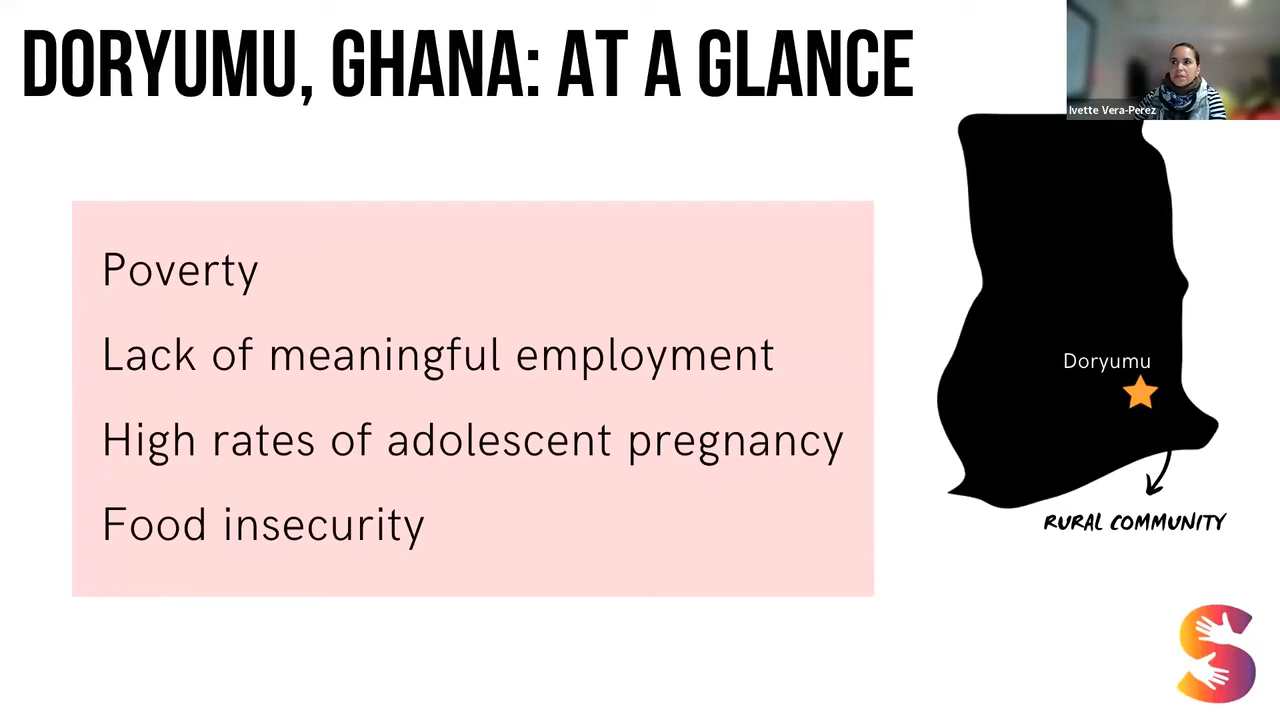 DORYUMU, GHANA: AT A GLANCE
Ivette Vera-Perez
Poverty
Lack of meaningful employment
High rates of adolescent pregnancy
Food insecurity
Doryumu
RURAL COMMUNITY
S